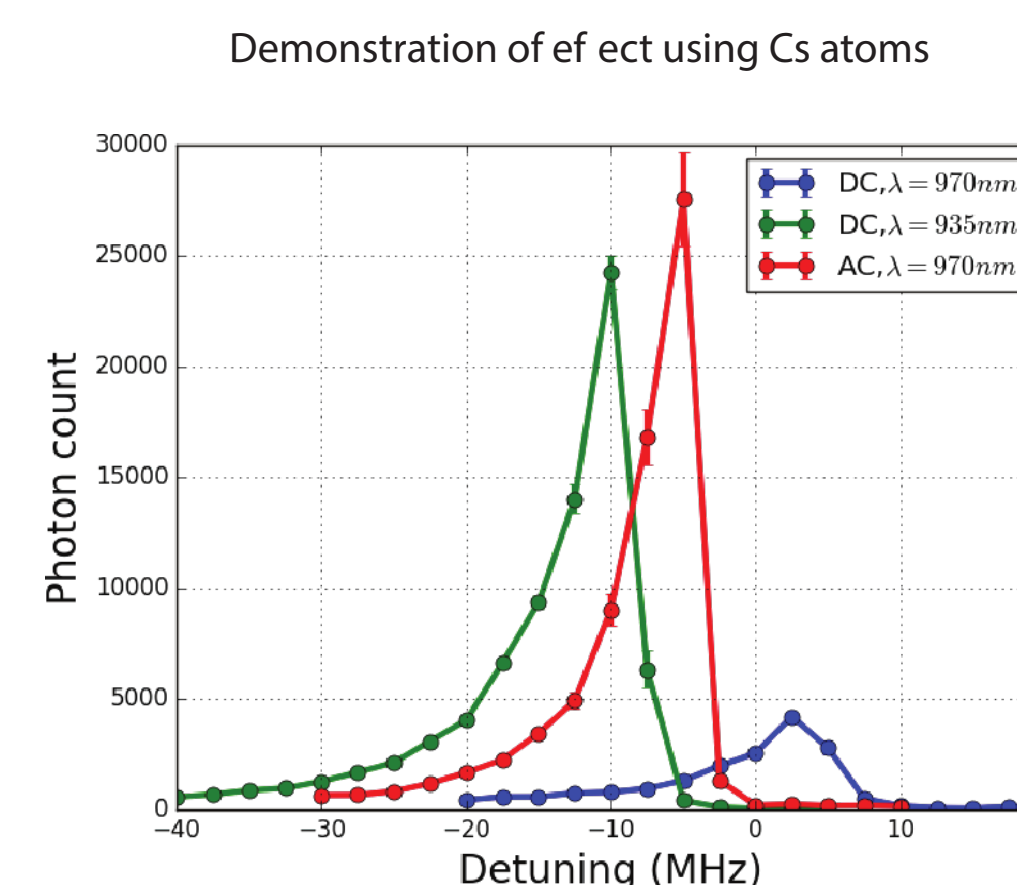 Demonstration of ef ect using Cs atoms
30000
25000
20000
15000
10000
5000
0
Photon count
DC, λ = 970nm
DC, λ = 935nm
AC, λ = 970nm
−40 −30 −20 −10 0 10
Detuning (MHz)